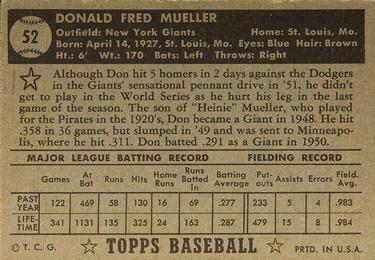 52
DONALD FRED MUELLER
Outfield: New York Giants Home: St. Louis, Mo.
Born: April 14, 1927, St. Louis, Mo. Eyes: Blue Hair: Brown
Ht.: 6' Wt.: 170 Bats: Left Throws: Right
Although Don hit 5 homers in 2 days against the Dodgers
in the Giants' sensational pennant drive in '51, he didn't
get to play in the World Series as he hurt his leg in the last
game of the season. The son of "Heinie" Mueller, who played
for the Pirates in the 1920's, Don became a Giant in 1948. He hit
.358 in 36 games, but slumped in '49 and was sent to Minneapo-
lis, where he hit .311. Don batted .291 as a Giant in 1950.
MAJOR LEAGUE BATTING RECORD FIELDING RECORD
Games At Bat Runs Hits Home Runs Runs Batted In Batting Average Put-outs Assists Errors Field. Avg.
PAST YEAR 122 469 58 130 16 69 .277 233 5 4 .983
LIFE-TIME 341 1131 135 325 24 163 .287 479 15 8 .984
© T. C. G. TOPPS BASEBALL PRTD. IN U.S.A.